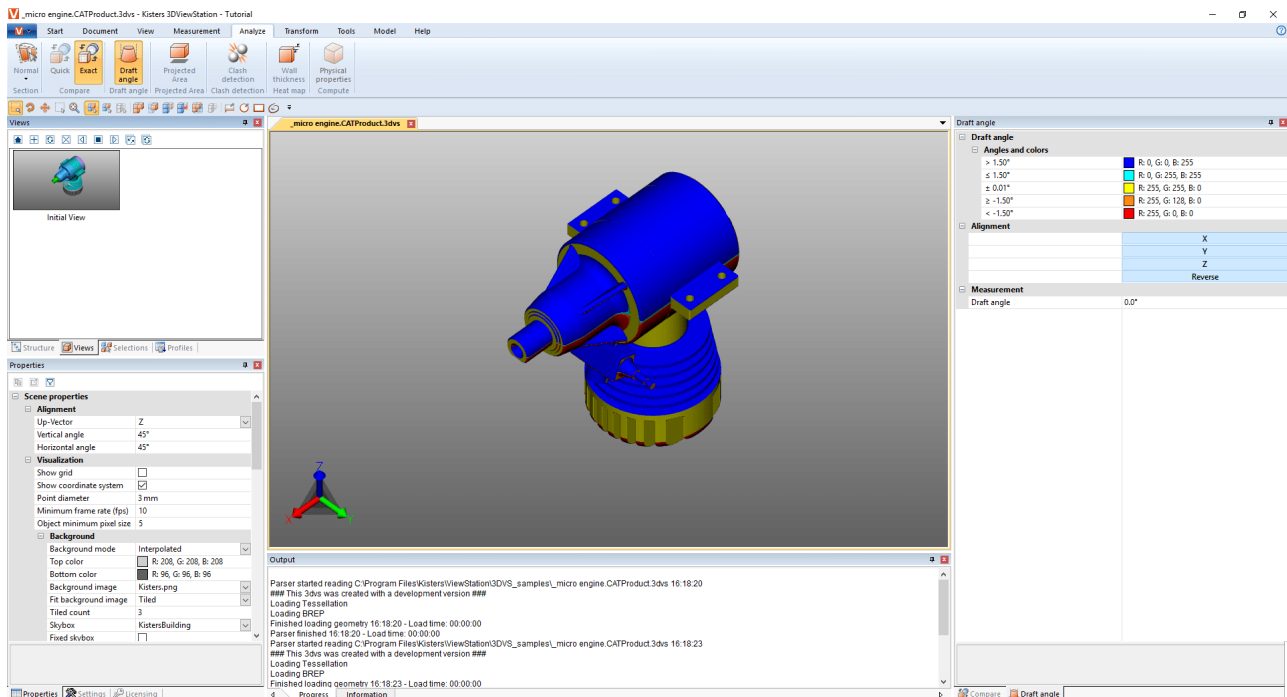 _micro engine.CATProduct.3dvs - Kisters 3DViewStation - Tutorial
Start Document View Measurement Analyze Transform Tools Model Help
Normal Quick Exact Draft angle Projected Area Clash detection Wall thickness Physical properties
Section Compare Draft angle Projected Area Clash detection Heat map Compute
Views
Initial View
Structure Views Selections Profiles
Properties
Scene properties
Alignment
Up-Vector Z
Vertical angle 45°
Horizontal angle 45°
Visualization
Show grid
Show coordinate system
Point diameter 3 mm
Minimum frame rate (fps) 10
Object minimum pixel size 5
Background
Background mode Interpolated
Top color R: 208, G: 208, B: 208
Bottom color R: 96, G: 96, B: 96
Background image Kisters.png
Fit background image Tiled
Tiled count 3
Skybox KistersBuilding
Fixed skybox
Properties Settings Licensing
_micro engine.CATProduct.3dvs
Z
X
Y
Output
Parser started reading C:\Program Files\Kisters\ViewStation\3DVS_samples\_micro engine.CATProduct.3dvs 16:18:20
### This 3dvs was created with a development version ###
Loading Tessellation
Loading BREP
Finished loading geometry 16:18:20 - Load time: 00:00:00
Parser finished 16:18:20 - Load time: 00:00:00
Parser started reading C:\Program Files\Kisters\ViewStation\3DVS_samples\_micro engine.CATProduct.3dvs 16:18:23
### This 3dvs was created with a development version ###
Loading Tessellation
Loading BREP
Finished loading geometry 16:18:23 - Load time: 00:00:00
Progress Information
Draft angle
Draft angle
Angles and colors
> 1.50° R: 0, G: 0, B: 255
≤ 1.50° R: 0, G: 255, B: 255
± 0.01° R: 255, G: 255, B: 0
≥ -1.50° R: 255, G: 128, B: 0
< -1.50° R: 255, G: 0, B: 0
Alignment
X
Y
Z
Reverse
Measurement
Draft angle 0.0°
Compare Draft angle